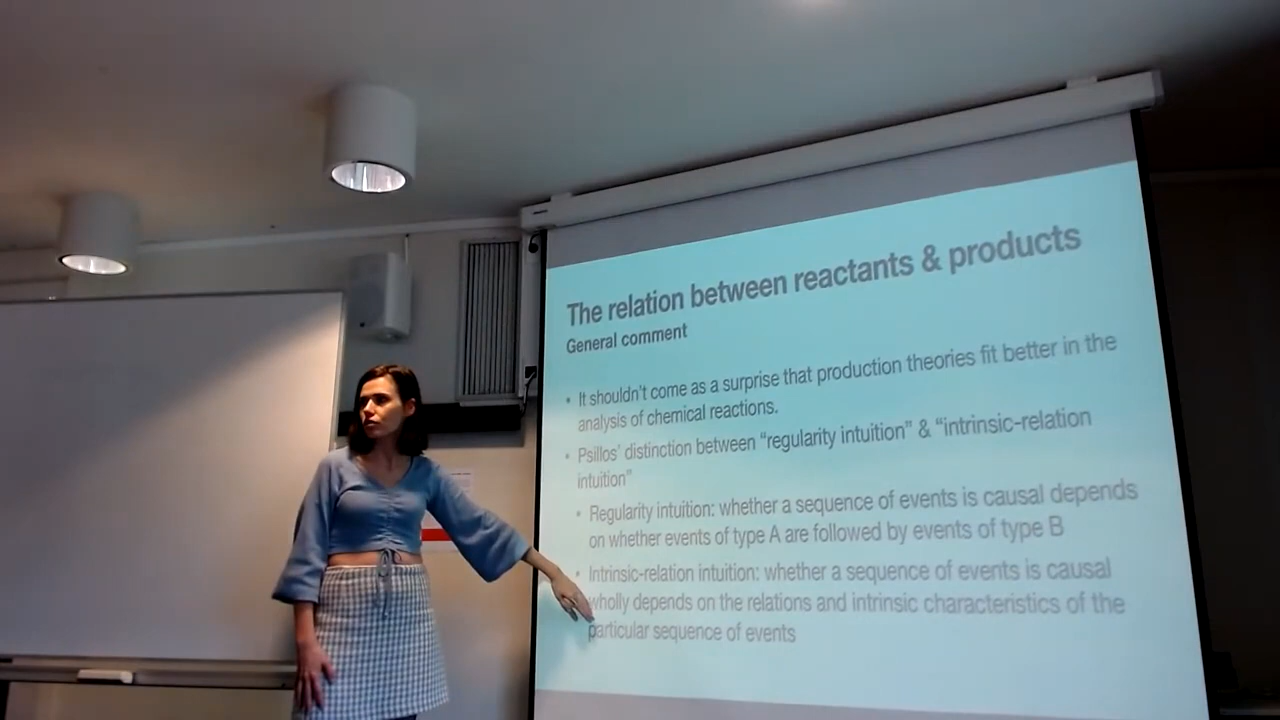 The relation between reactants & products
General comment
• It shouldn't come as a surprise that production theories fit better in the
analysis of chemical reactions.
• Psillos' distinction between "regularity intuition" & "intrinsic-relation
intuition"
• Regularity intuition: whether a sequence of events is causal depends
on whether events of type A are followed by events of type B
• Intrinsic-relation intuition: whether a sequence of events is causal
wholly depends on the relations and intrinsic characteristics of the
particular sequence of events